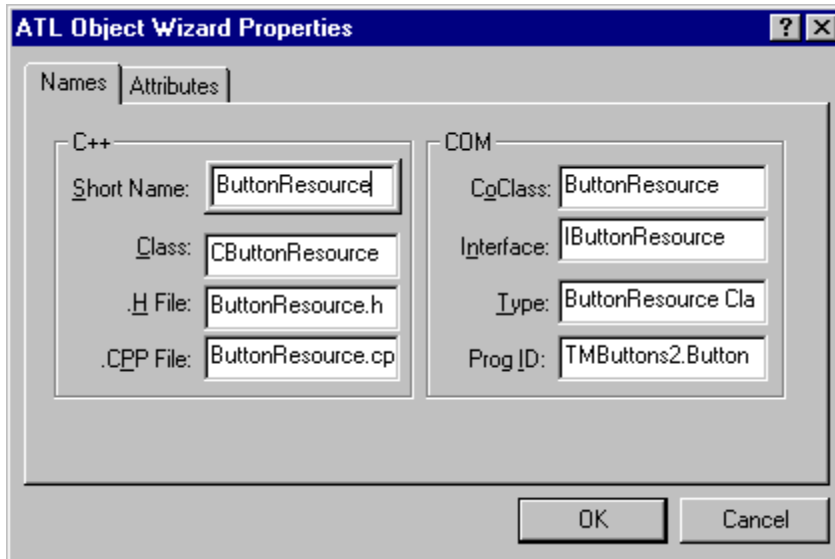 ATL Object Wizard Properties
Names Attributes
C++
Short Name: ButtonResource
Class: CButtonResource
.H File: ButtonResource.h
.CPP File: ButtonResource.cp
COM
CoClass: ButtonResource
Interface: IButtonResource
Type: ButtonResource Cla
Prog ID: TMButtons2.Button
OK Cancel